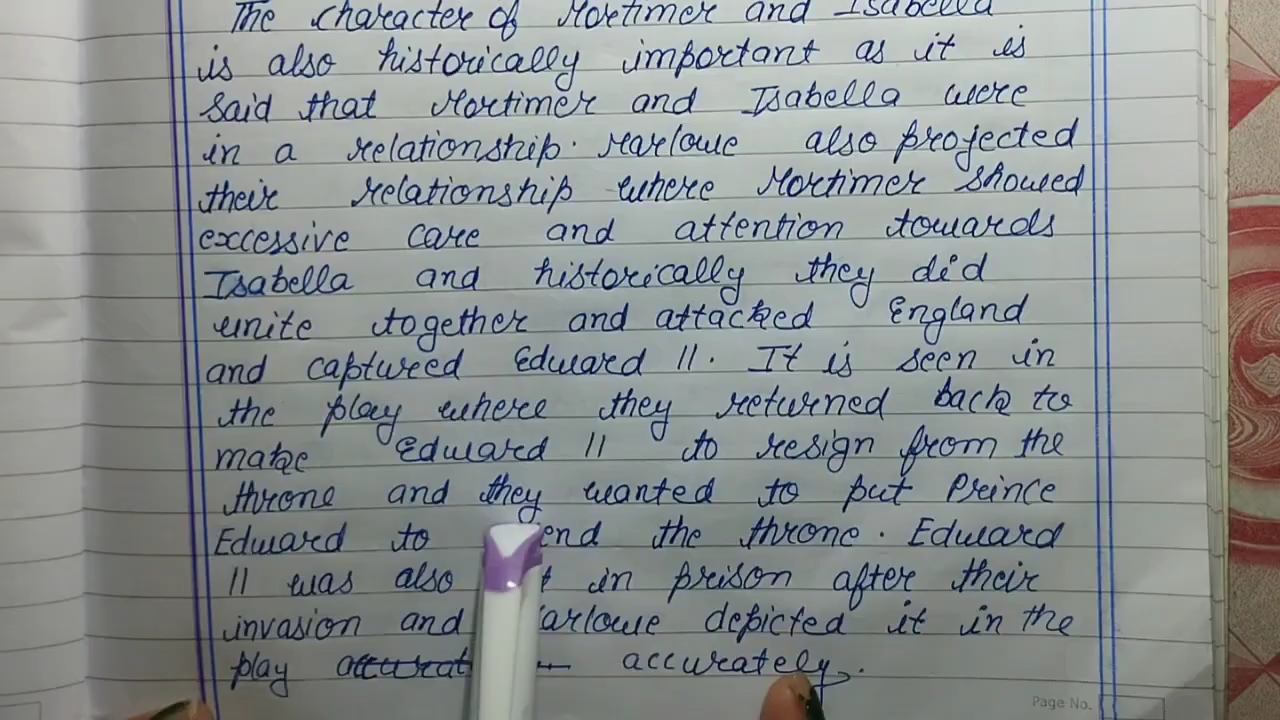 The character of Mortimer and Isabella
is also historically important as it is
said that Mortimer and Isabella were
in a relationship. Marlowe also projected
their relationship where Mortimer showed
excessive care and attention towards
Isabella and historically they did
unite together and attacked England
and captured Edward II. It is seen in
the play where they returned back to
make Edward II to resign from the
throne and they wanted to put Prince
Edward to end the throne. Edward
II was also t in prison after their
invasion and arlowe depicted it in the
play accurat accurately.
Page No.